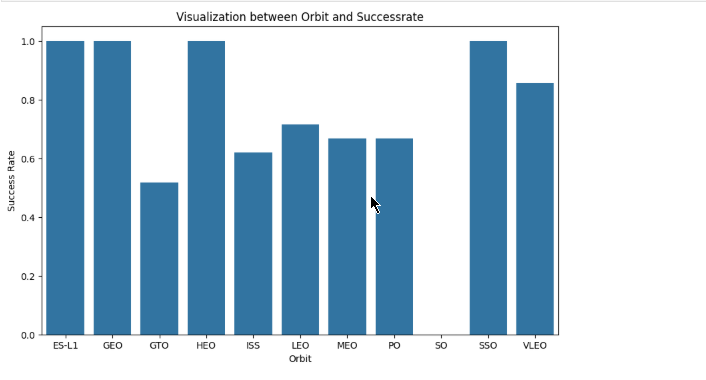 Visualization between Orbit and Successrate
1.0
0.8
0.6
0.4
0.2
0.0
Success Rate
ES-L1 GEO GTO HEO ISS LEO MEO PO SO SSO VLEO
Orbit